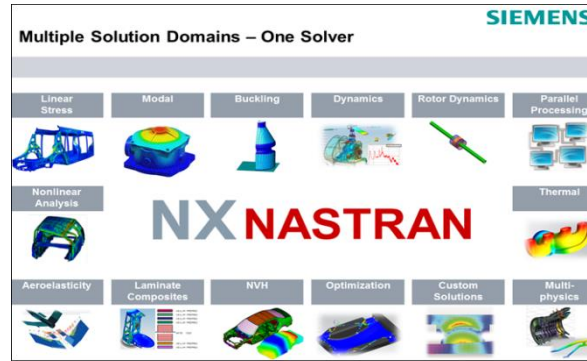 SIEMENS
Multiple Solution Domains – One Solver
Linear
Stress
Modal
Buckling
Dynamics
Rotor Dynamics
Parallel
Processing
Nonlinear
Analysis
NX NASTRAN
Thermal
Aeroelasticity
Laminate
Composites
NVH
Optimization
Custom
Solutions
Multi-
physics